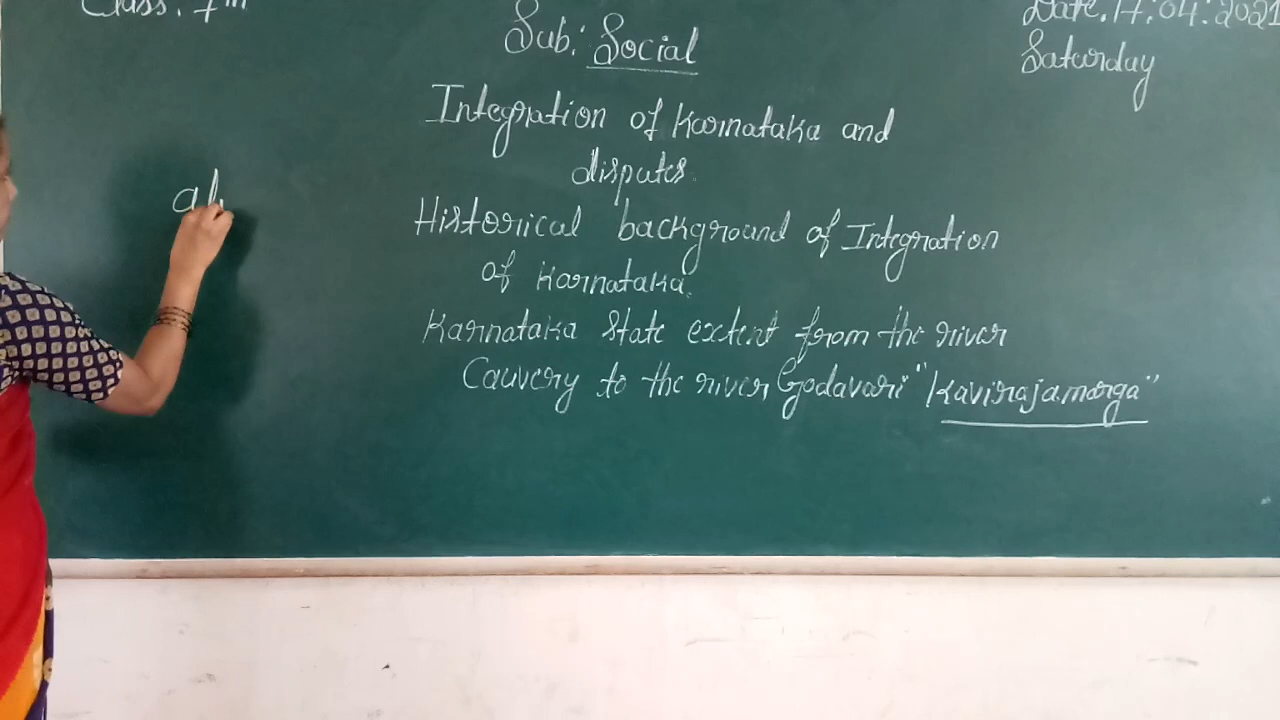 Class: 7th
Sub: Social
Date. 17:04:2021
Saturday
Integration of Karnataka and
disputes.
al
Historical background of Integration
of Karnataka.
Karnataka State extent from the river
Cauvery to the river Godavari "Kavirajamarga"